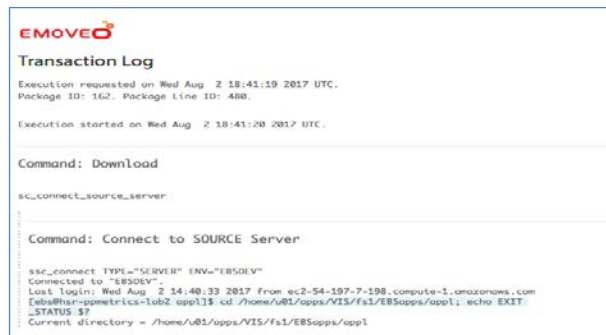 EMOVEO
Transaction Log
Execution requested on Wed Aug 2 18:41:19 2017 UTC.
Package ID: 162. Package Line ID: 480.
Execution started on Wed Aug 2 18:41:20 2017 UTC.
Command: Download
sc_connect_source_server
Command: Connect to SOURCE Server
ssc_connect TYPE="SERVER" ENV="EBSDEV"
Connected to "EBSDEV".
Last login: Wed Aug 2 14:40:33 2017 from ec2-54-197-7-198.compute-1.amazonaws.com
[ebs@hsr-ppmetrics-lab2 appl]$ cd /home/u01/apps/VIS/fs1/EBSapps/appl; echo EXIT
_STATUS $?
Current directory = /home/u01/apps/VIS/fs1/EBSapps/appl